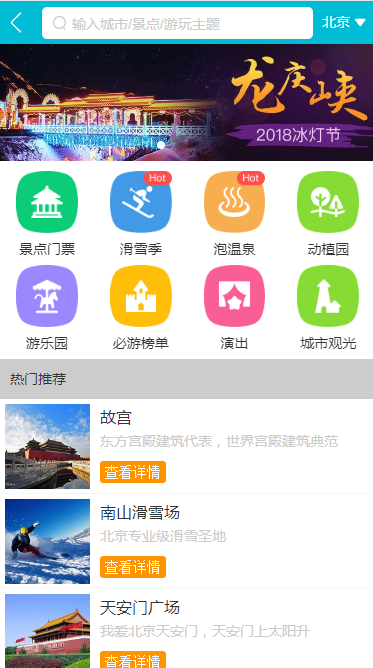 输入城市/景点/游玩主题
北京
龙庆峡
2018冰灯节
Hot
Hot
景点门票
滑雪季
泡温泉
动植园
游乐园
必游榜单
演出
城市观光
热门推荐
故宫
东方宫殿建筑代表，世界宫殿建筑典范
查看详情
南山滑雪场
北京专业级滑雪圣地
查看详情
天安门广场
我爱北京天安门，天安门上太阳升
查看详情